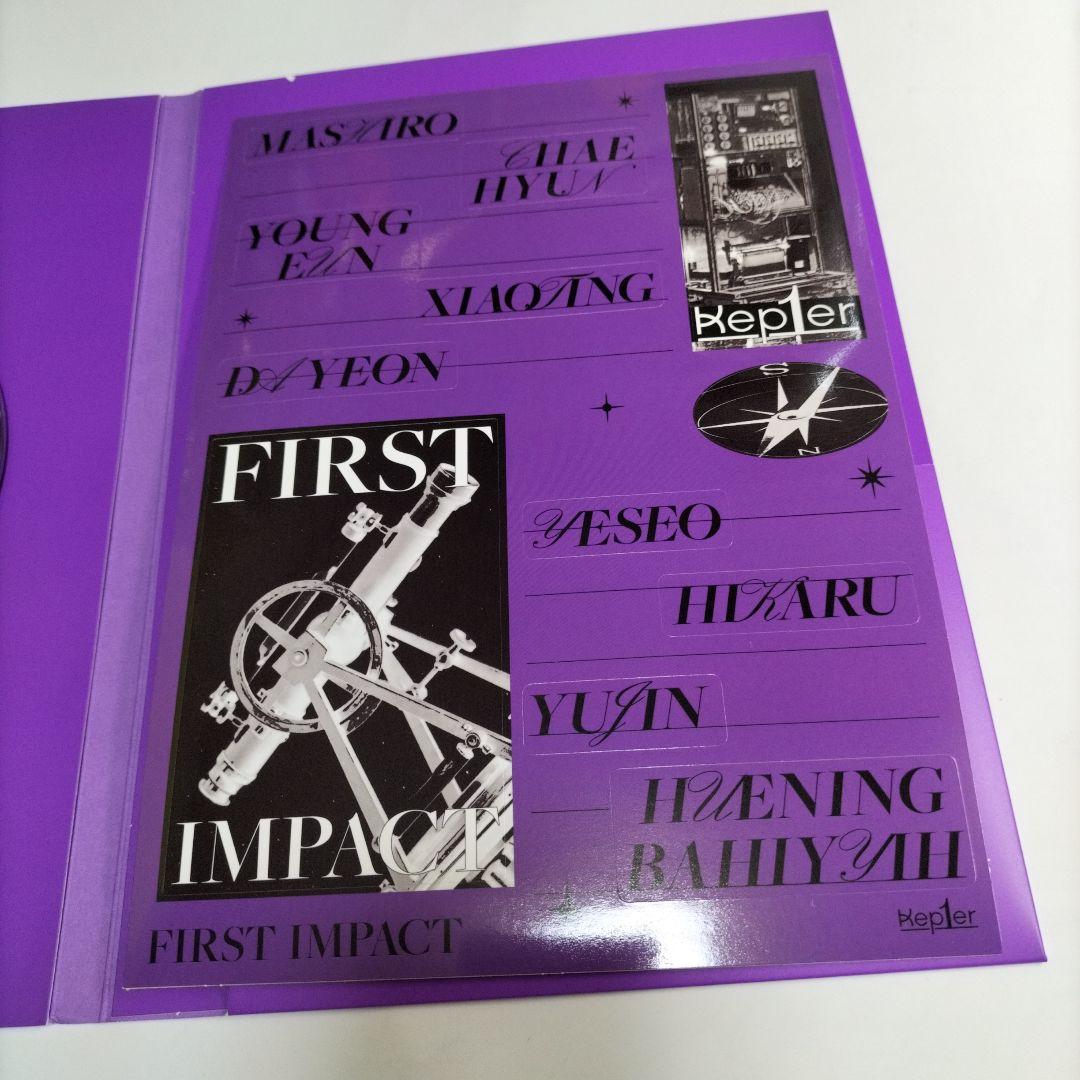 MASHIRO
CHAE
HYUN
YOUNG
EUN
XIAOTING
DAYEON
Kep1er
S
N
FIRST
IMPACT
YESEO
HIKARU
YUJIN
HUENING
BAHIYYIH
FIRST IMPACT
Kep1er